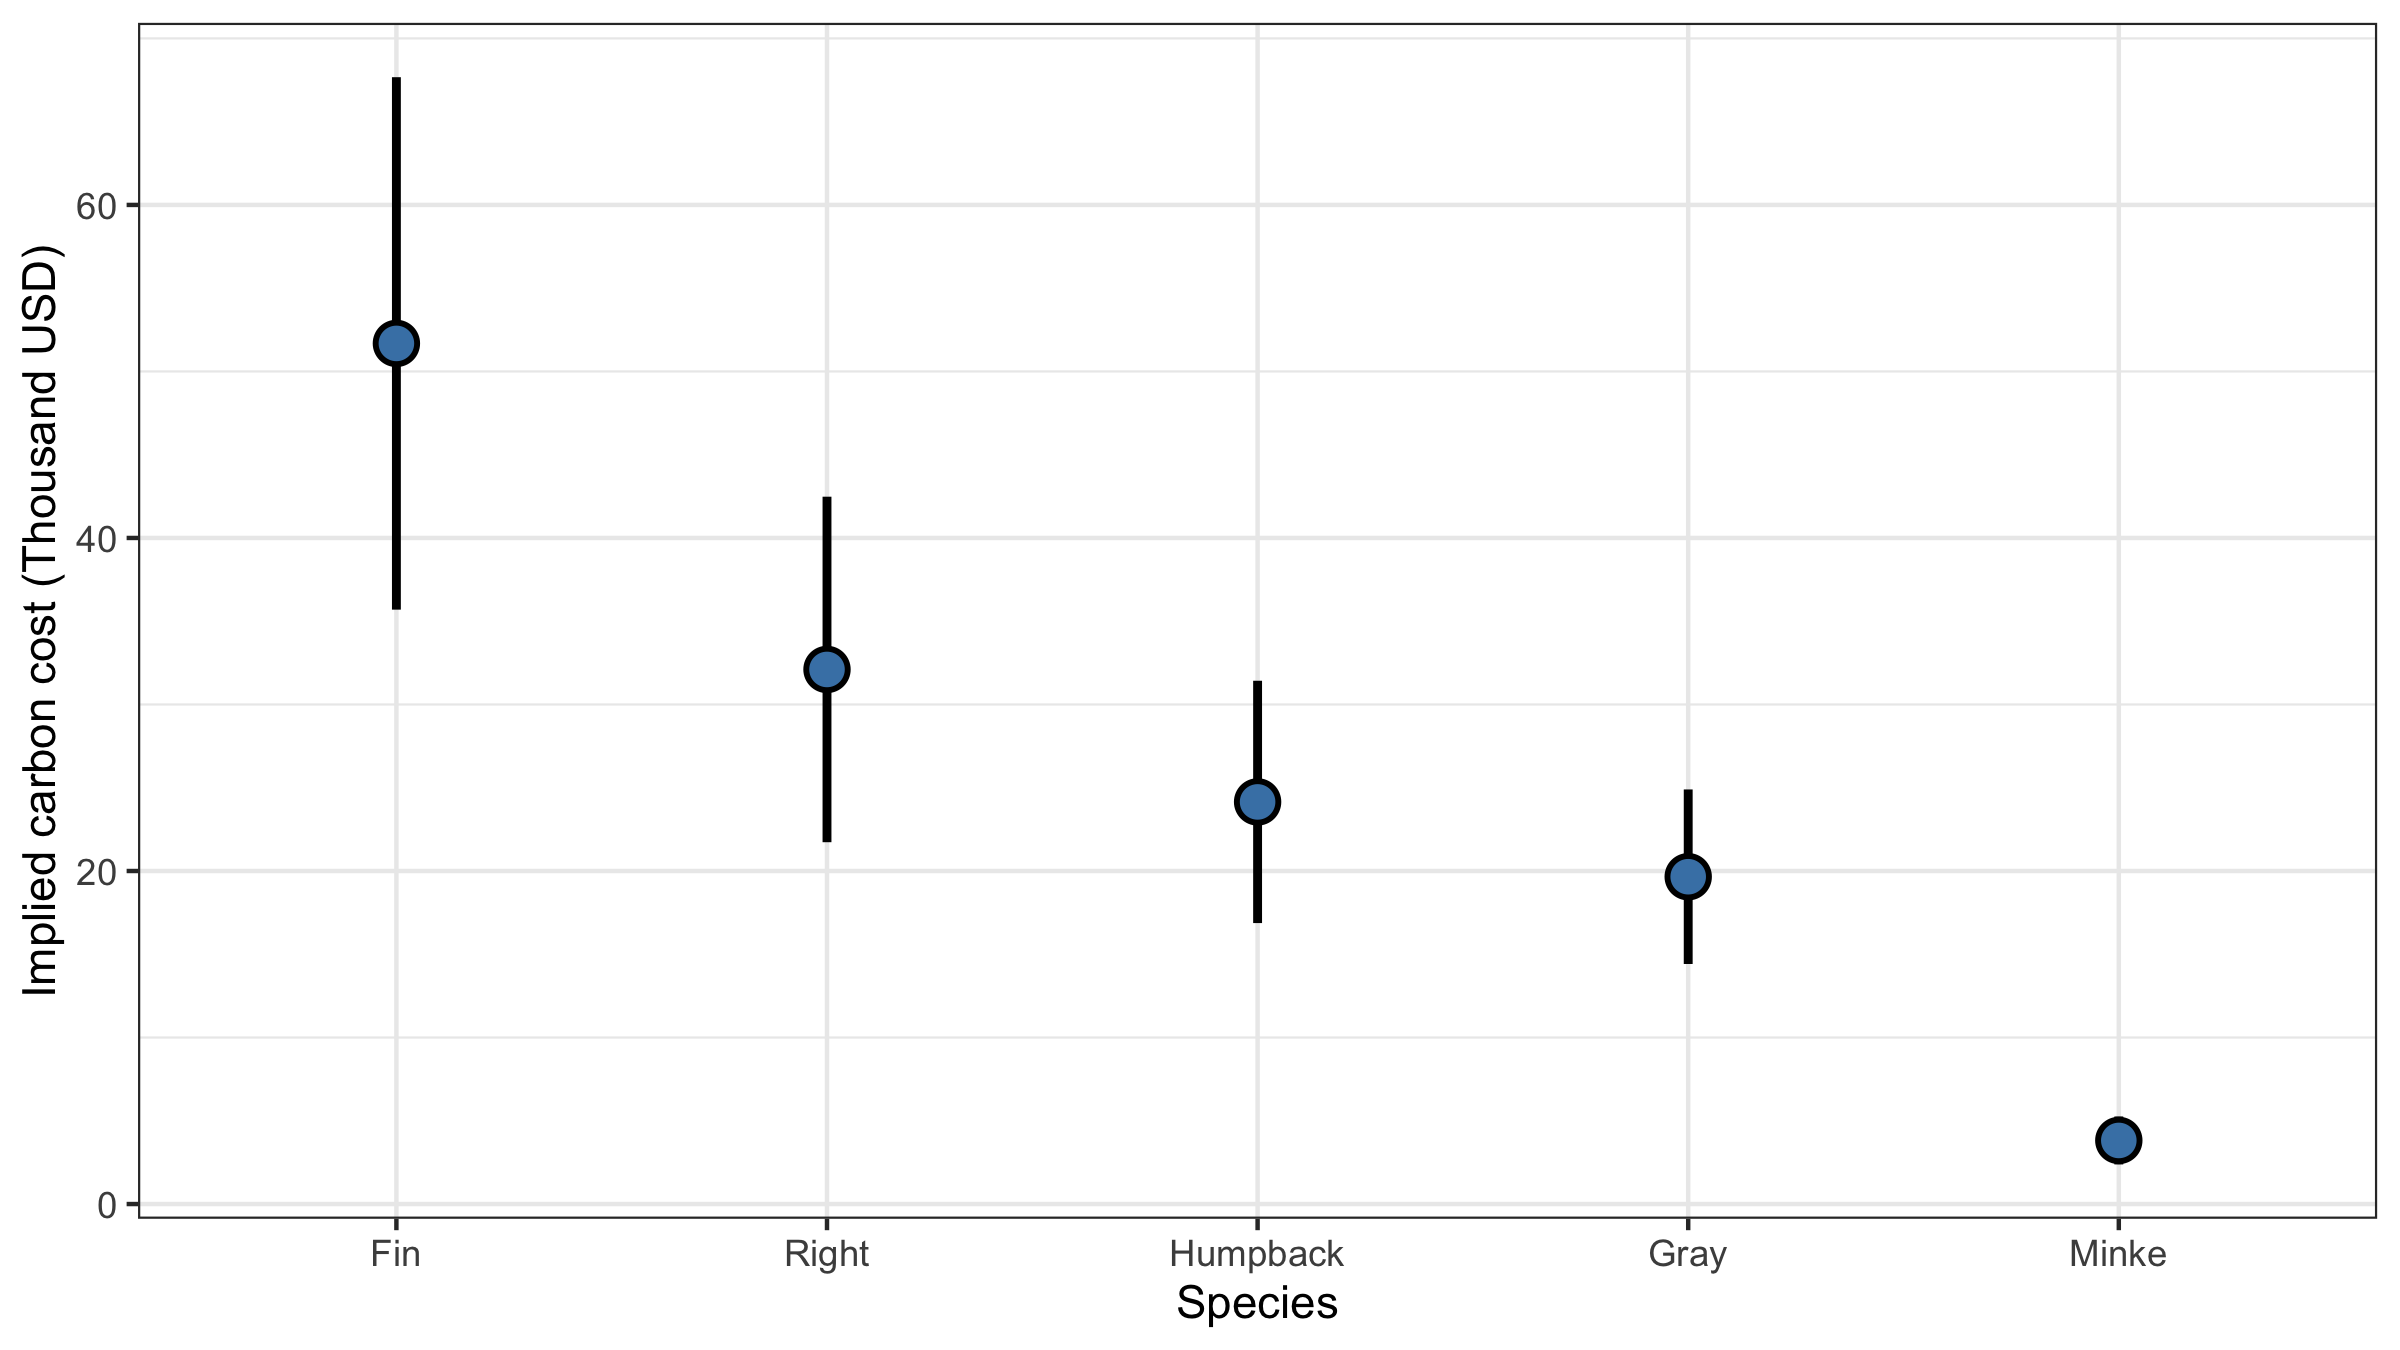 Implied carbon cost (Thousand USD)
60
40
20
0
Fin
Right
Humpback
Gray
Minke
Species